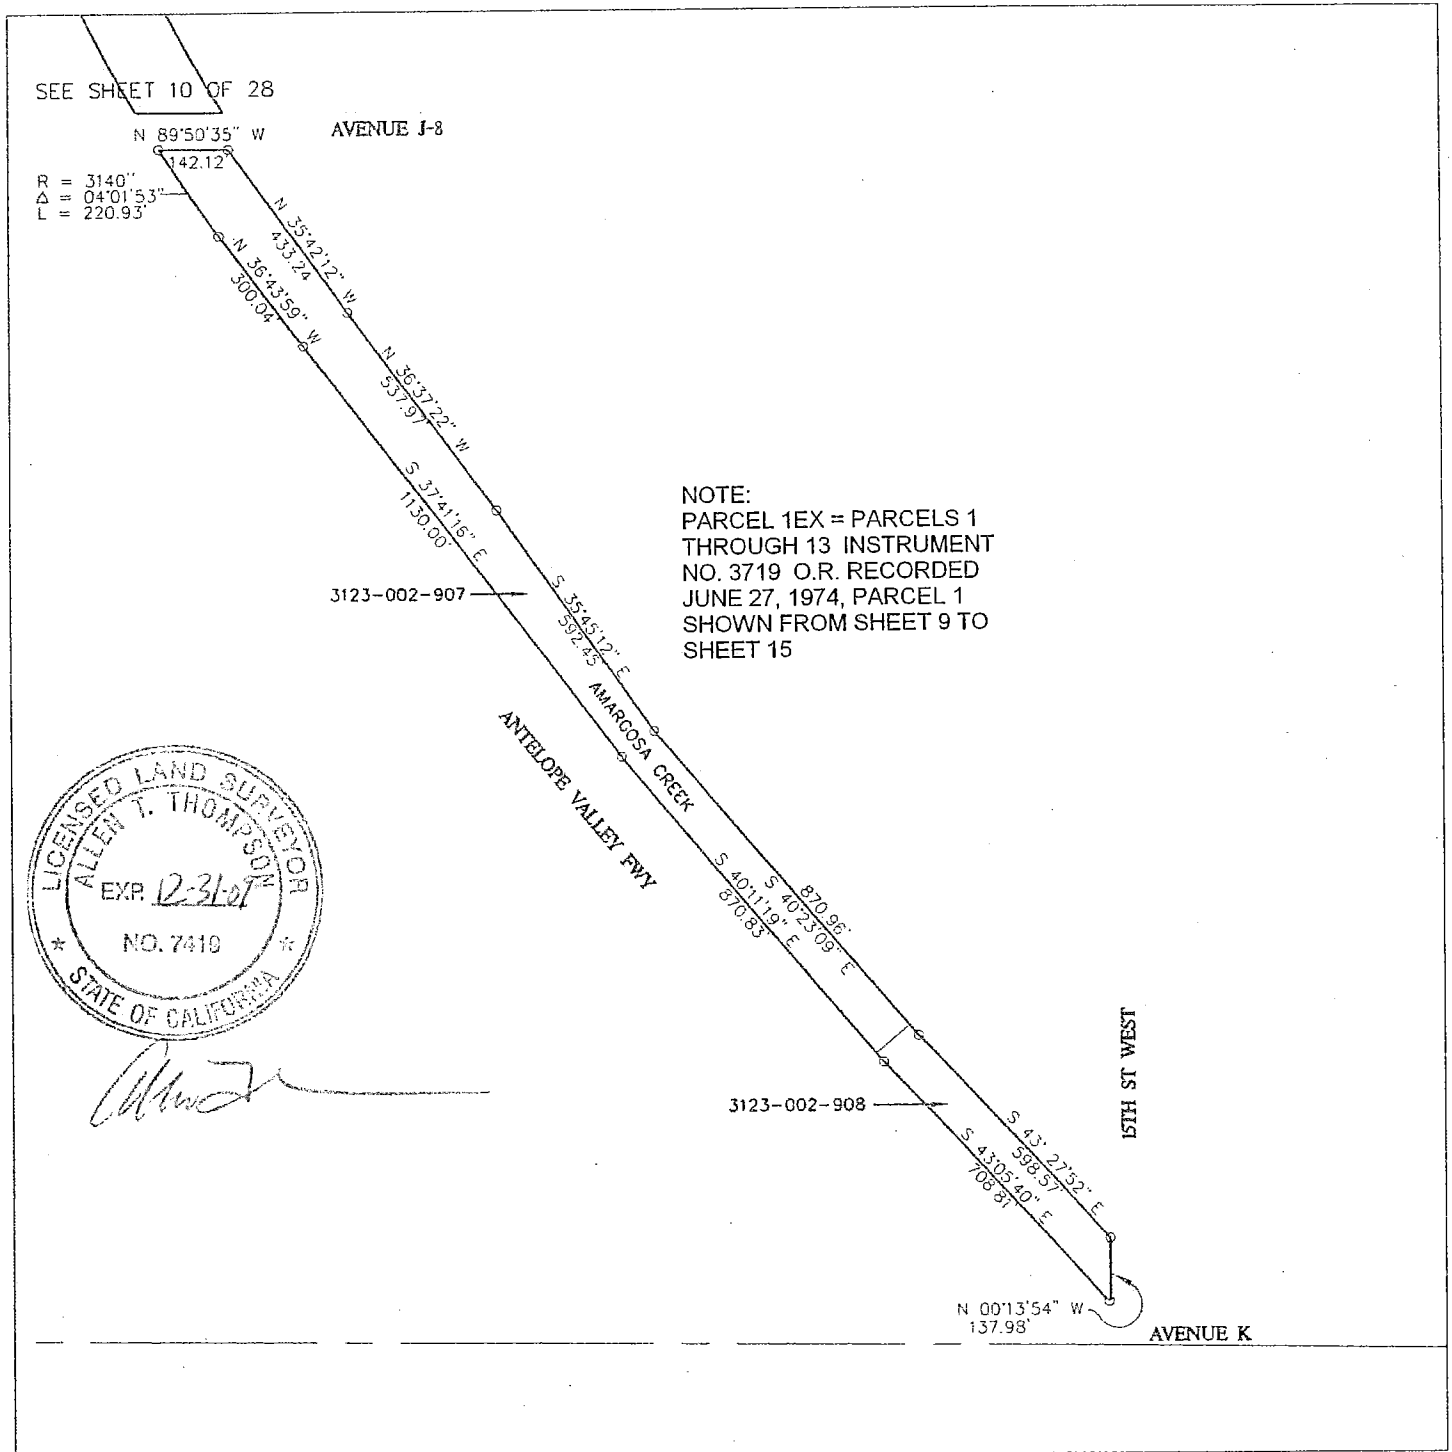 SEE SHEET 10 OF 28
N 89°50'35" W
142.12'
AVENUE J-8
R = 3140"
Δ = 04°01'53"
L = 220.93'
N 35°42'12" W
433.24
N 36°43'59" W
300.04'
N 36°37'22" W
537.97'
S 37°41'16" E
1130.00'
NOTE:
PARCEL 1EX = PARCELS 1
THROUGH 13 INSTRUMENT
NO. 3719 O.R. RECORDED
JUNE 27, 1974, PARCEL 1
SHOWN FROM SHEET 9 TO
SHEET 15
3123-002-907
S 35°45'12" E
592.45'
AMARGOSA CREEK
ANTELOPE VALLEY FWY
LICENSED LAND SURVEYOR
ALLEN T. THOMPSON
EXP. 12-31-07
NO. 7419
STATE OF CALIFORNIA
870.96'
S 40°23'09" E
S 40°11'19" E
870.83'
15TH ST WEST
3123-002-908
S 43° 27'52" E
598.57'
S 43°05'40" E
708.81'
N 00°13'54" W
137.98'
AVENUE K